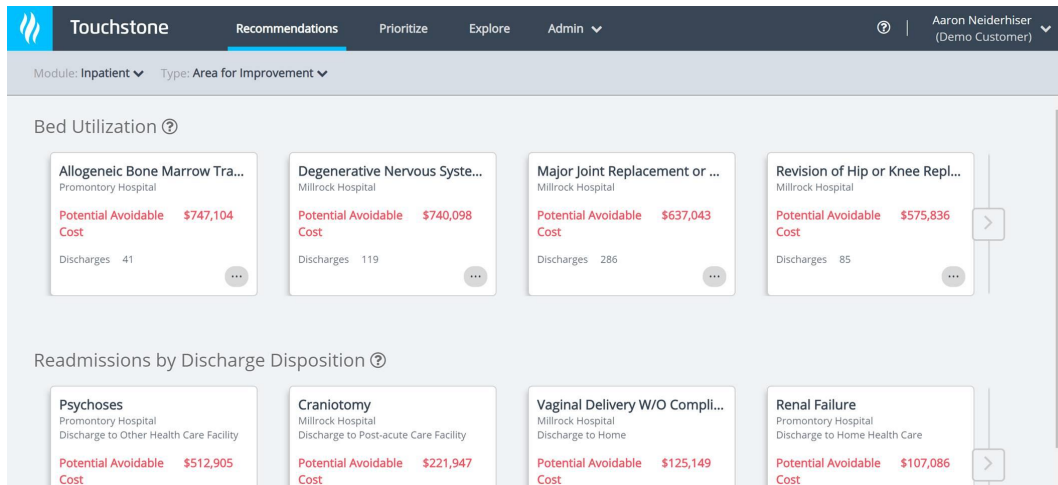 Touchstone Recommendations Prioritize Explore Admin Aaron Neiderhiser
(Demo Customer)
Module: Inpatient Type: Area for Improvement
Bed Utilization
Allogeneic Bone Marrow Tra...
Promontory Hospital
Potential Avoidable $747,104
Cost
Discharges 41
Degenerative Nervous Syste...
Millrock Hospital
Potential Avoidable $740,098
Cost
Discharges 119
Major Joint Replacement or ...
Millrock Hospital
Potential Avoidable $637,043
Cost
Discharges 286
Revision of Hip or Knee Repl...
Millrock Hospital
Potential Avoidable $575,836
Cost
Discharges 85
Readmissions by Discharge Disposition
Psychoses
Promontory Hospital
Discharge to Other Health Care Facility
Potential Avoidable $512,905
Cost
Craniotomy
Millrock Hospital
Discharge to Post-acute Care Facility
Potential Avoidable $221,947
Cost
Vaginal Delivery W/O Compli...
Millrock Hospital
Discharge to Home
Potential Avoidable $125,149
Cost
Renal Failure
Promontory Hospital
Discharge to Home Health Care
Potential Avoidable $107,086
Cost